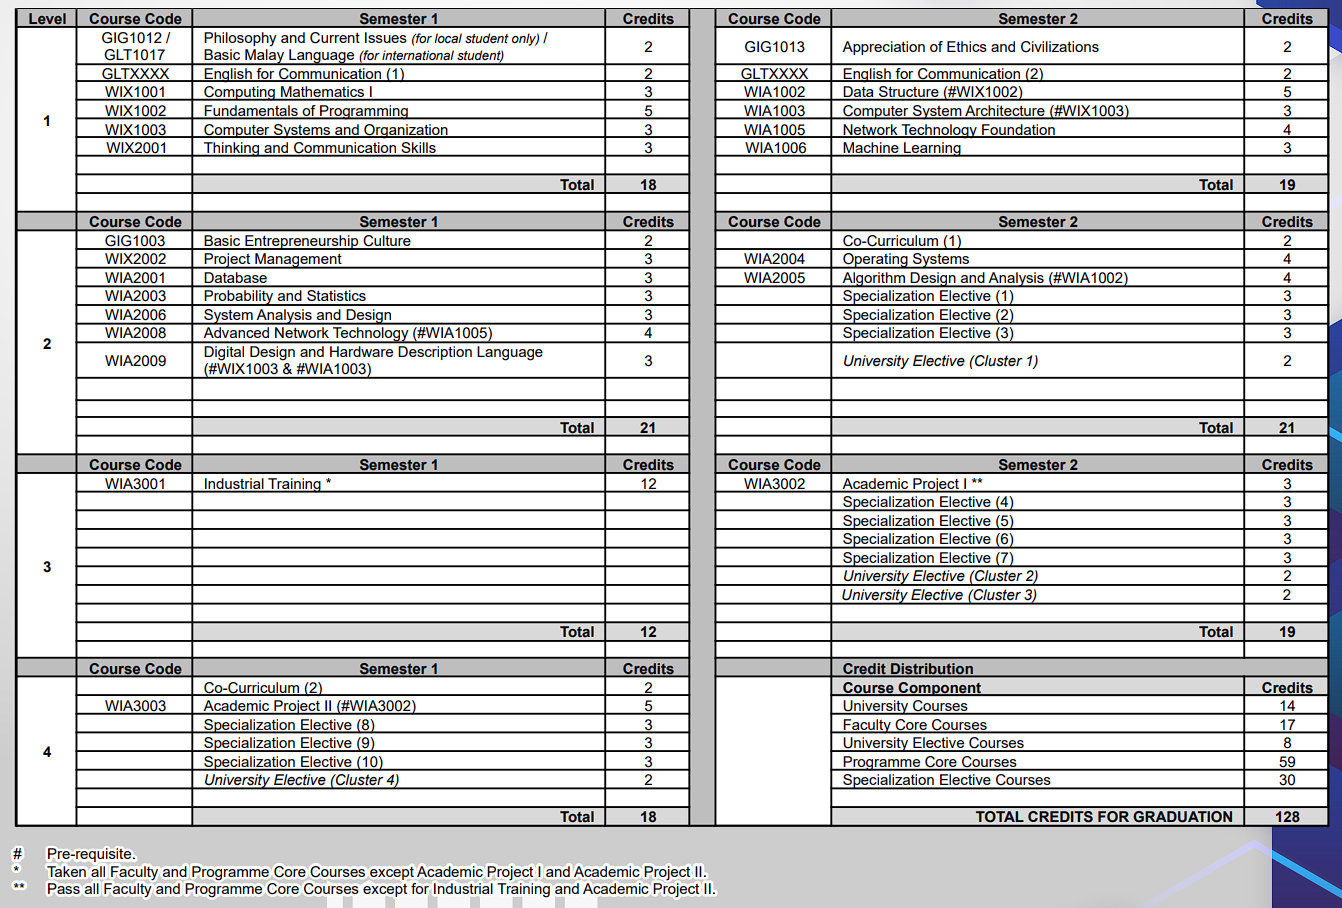 Level Course Code Semester 1 Credits Course Code Semester 2 Credits
1
GIG1012 / GLT1017 Philosophy and Current Issues (for local student only) / Basic Malay Language (for international student) 2 GIG1013 Appreciation of Ethics and Civilizations 2
GLTXXXX English for Communication (1) 2 GLTXXXX English for Communication (2) 2
WIX1001 Computing Mathematics I 3 WIA1002 Data Structure (#WIX1002) 5
WIX1002 Fundamentals of Programming 5 WIA1003 Computer System Architecture (#WIX1003) 3
WIX1003 Computer Systems and Organization 3 WIA1005 Network Technology Foundation 4
WIX2001 Thinking and Communication Skills 3 WIA1006 Machine Learning 3
Total 18 Total 19
Course Code Semester 1 Credits Course Code Semester 2 Credits
2
GIG1003 Basic Entrepreneurship Culture 2 Co-Curriculum (1) 2
WIX2002 Project Management 3 WIA2004 Operating Systems 4
WIA2001 Database 3 WIA2005 Algorithm Design and Analysis (#WIA1002) 4
WIA2003 Probability and Statistics 3 Specialization Elective (1) 3
WIA2006 System Analysis and Design 3 Specialization Elective (2) 3
WIA2008 Advanced Network Technology (#WIA1005) 4 Specialization Elective (3) 3
WIA2009 Digital Design and Hardware Description Language (#WIX1003 & #WIA1003) 3 University Elective (Cluster 1) 2
Total 21 Total 21
Course Code Semester 1 Credits Course Code Semester 2 Credits
3
WIA3001 Industrial Training * 12 WIA3002 Academic Project I ** 3
Specialization Elective (4) 3
Specialization Elective (5) 3
Specialization Elective (6) 3
Specialization Elective (7) 3
University Elective (Cluster 2) 2
University Elective (Cluster 3) 2
Total 12 Total 19
Course Code Semester 1 Credits Credit Distribution
4
Co-Curriculum (2) 2 Course Component Credits
WIA3003 Academic Project II (#WIA3002) 5 University Courses 14
Specialization Elective (8) 3 Faculty Core Courses 17
Specialization Elective (9) 3 University Elective Courses 8
Specialization Elective (10) 3 Programme Core Courses 59
University Elective (Cluster 4) 2 Specialization Elective Courses 30
Total 18 TOTAL CREDITS FOR GRADUATION 128
# Pre-requisite.
* Taken all Faculty and Programme Core Courses except Academic Project I and Academic Project II.
** Pass all Faculty and Programme Core Courses except for Industrial Training and Academic Project II.